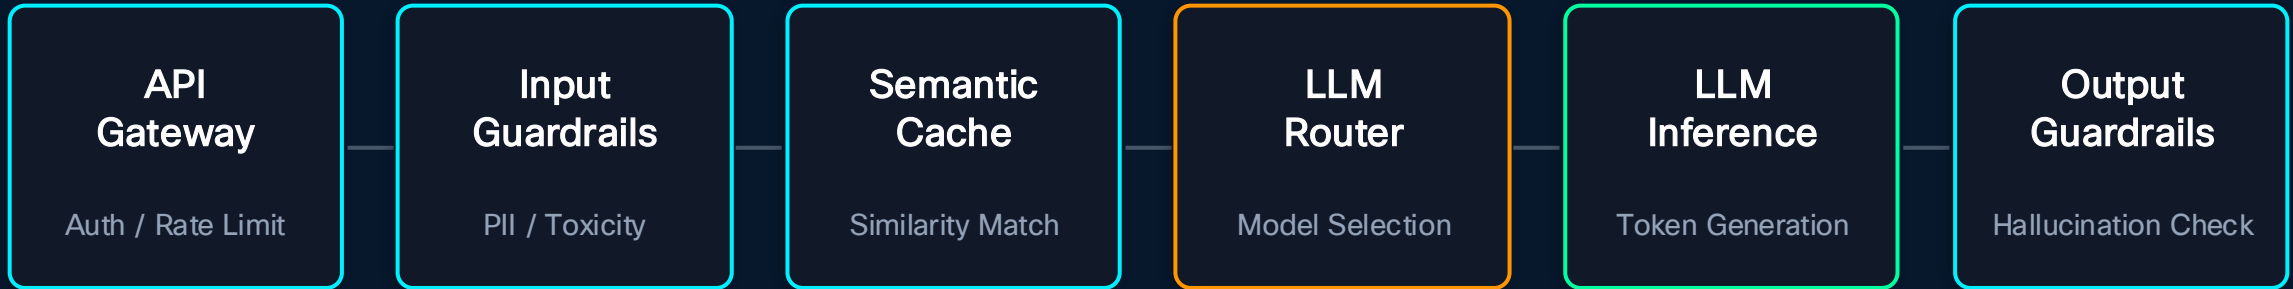 API
Gateway
Auth / Rate Limit
Input
Guardrails
PII / Toxicity
Semantic
Cache
Similarity Match
LLM
Router
Model Selection
LLM
Inference
Token Generation
Output
Guardrails
Hallucination Check